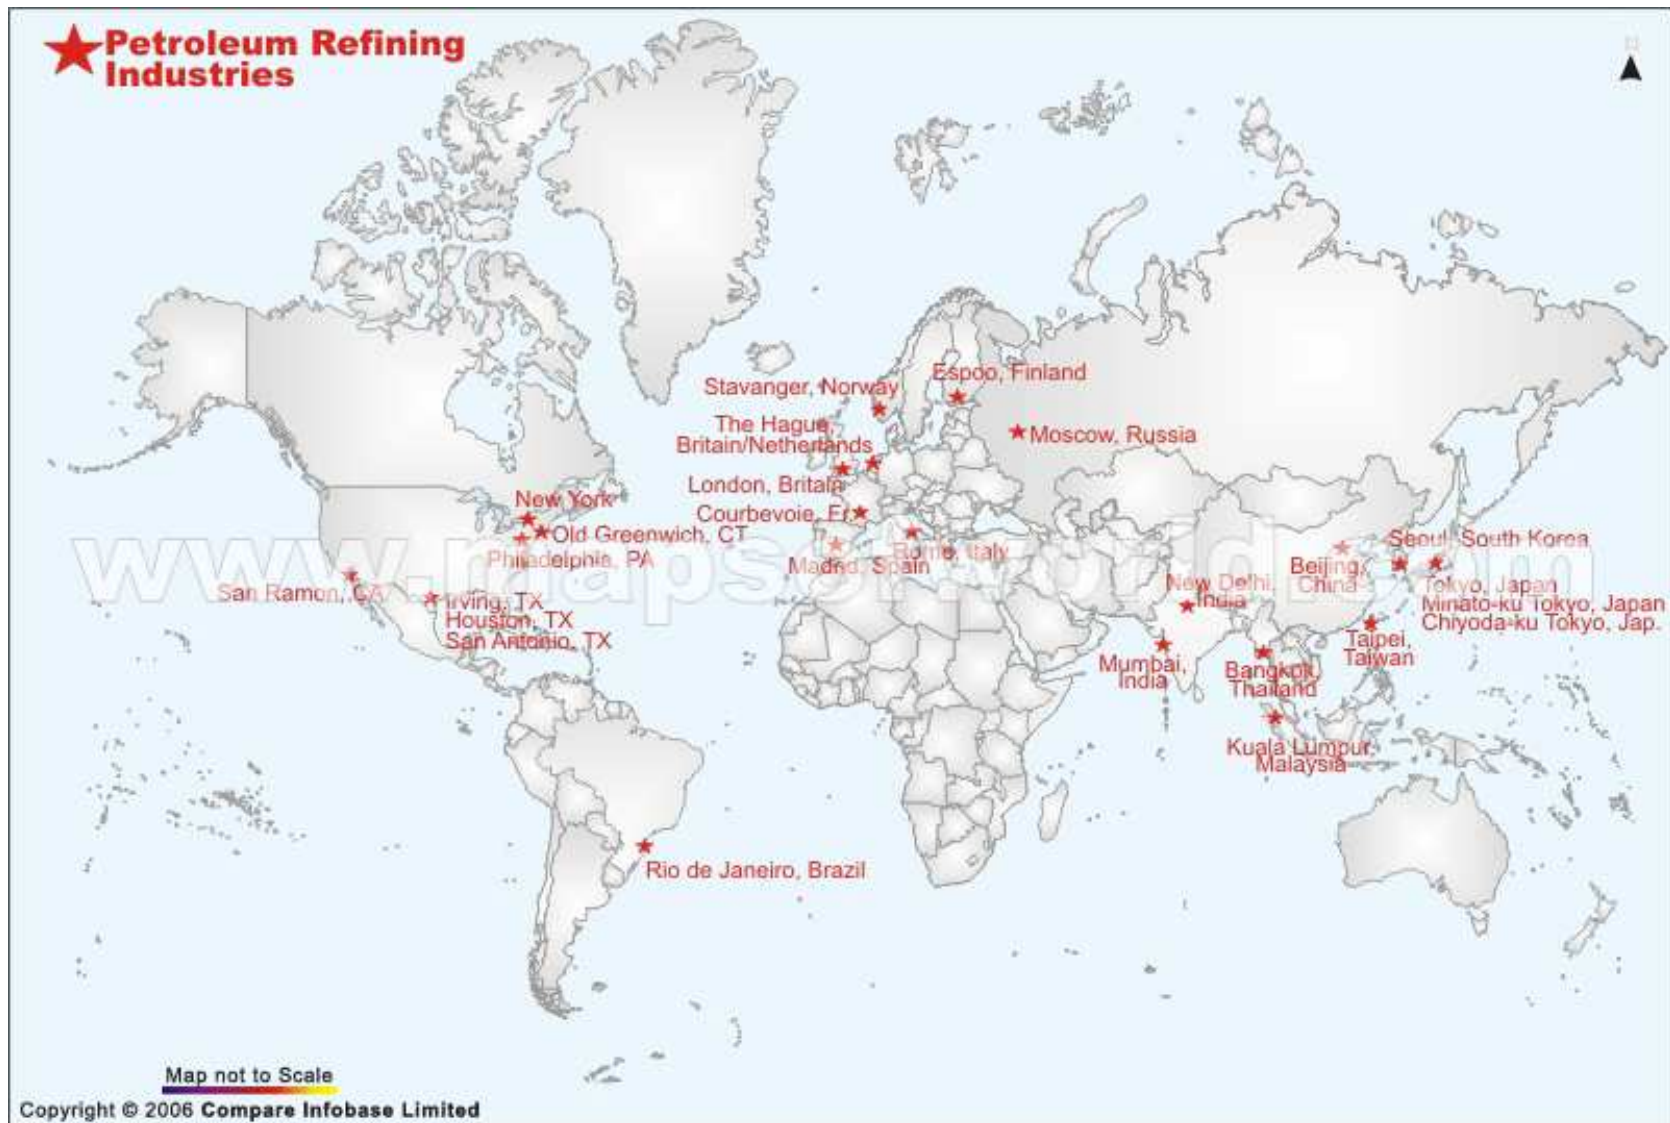 Petroleum Refining
Industries
Espoo, Finland
Stavanger, Norway
The Hague,
Britain/Netherlands
Moscow, Russia
London, Britain
New York
Courbevoie, Fr.
Old Greenwich, CT
Philadelphia, PA
Rome, Italy
Madrid, Spain
Seoul, South Korea
Beijing,
China
Tokyo, Japan
Minato-ku Tokyo, Japan
Chiyoda-ku Tokyo, Jap.
San Ramon, CA
Irving, TX
Houston, TX
San Antonio, TX
New Delhi,
India
Taipei,
Taiwan
Mumbai,
India
Bangkok,
Thailand
Kuala Lumpur,
Malaysia
Rio de Janeiro, Brazil
www.mapsofworld.com
Map not to Scale
Copyright © 2006 Compare Infobase Limited